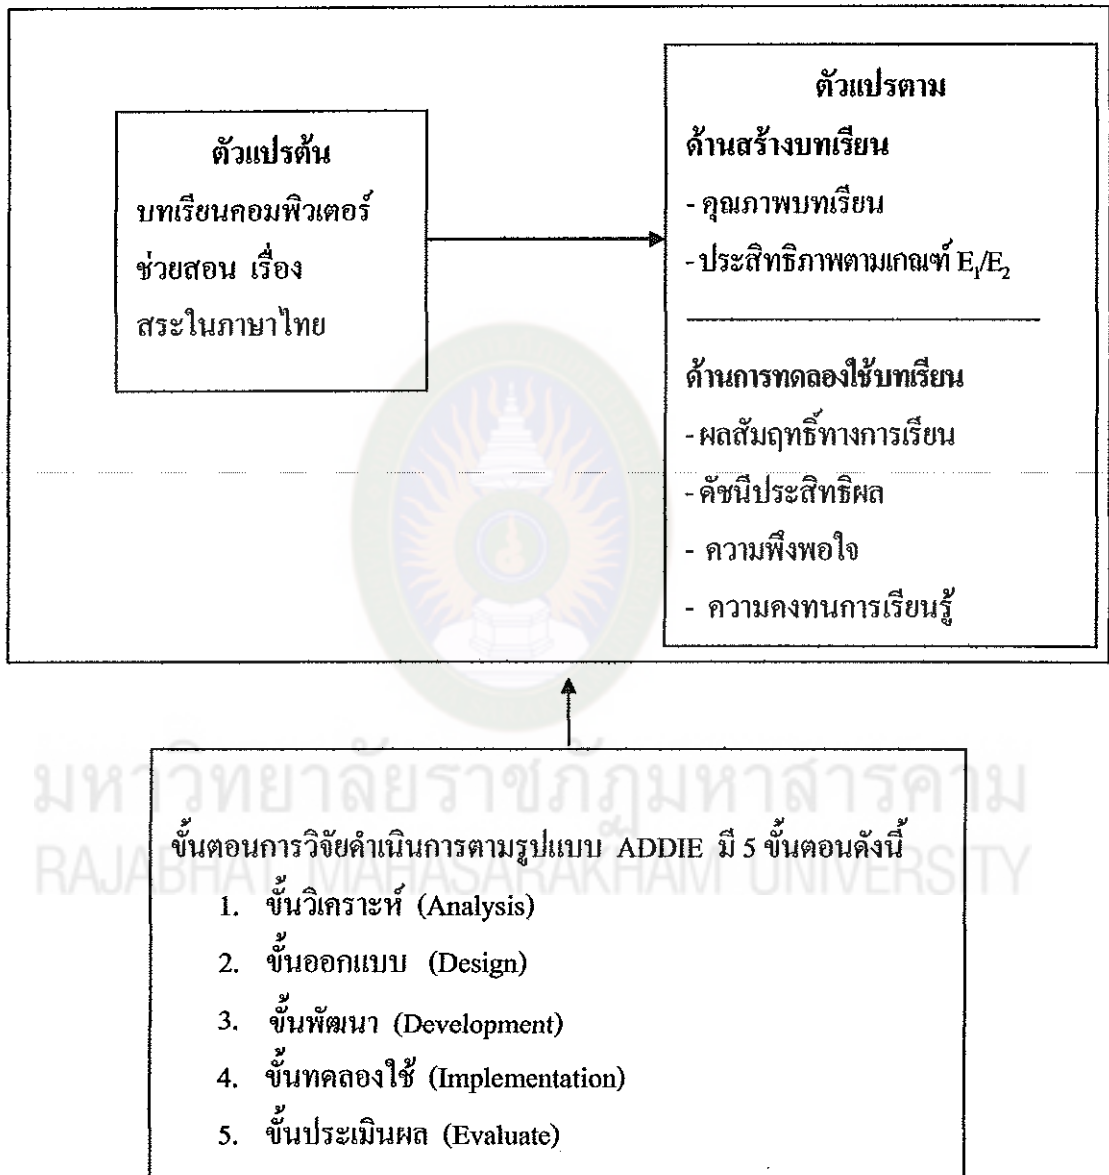 ตัวแปรต้น
บทเรียนคอมพิวเตอร์
ช่วยสอน เรื่อง
สระในภาษาไทย
ตัวแปรตาม
ด้านสร้างบทเรียน
- คุณภาพบทเรียน
- ประสิทธิภาพตามเกณฑ์ E1/E2
ด้านการทดลองใช้บทเรียน
- ผลสัมฤทธิ์ทางการเรียน
- ดัชนีประสิทธิผล
- ความพึงพอใจ
- ความคงทนการเรียนรู้
มหาวิทยาลัยราชภัฏมหาสารคาม
RAJABHAT MAHASARAKHAM UNIVERSITY
ขั้นตอนการวิจัยดำเนินการตามรูปแบบ ADDIE มี 5 ขั้นตอนดังนี้
1. ขั้นวิเคราะห์ (Analysis)
2. ขั้นออกแบบ (Design)
3. ขั้นพัฒนา (Development)
4. ขั้นทดลองใช้ (Implementation)
5. ขั้นประเมินผล (Evaluate)